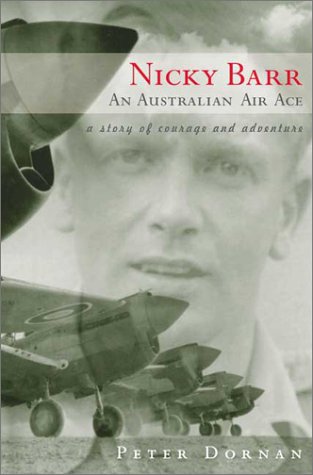 NICKY BARR
AN AUSTRALIAN AIR ACE
a story of courage and adventure
PETER DORNAN